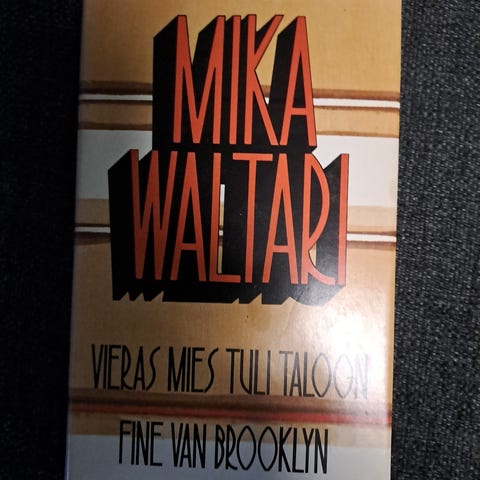 MIKA
WALTARI
VIERAS MIES TULI TALOON
FINE VAN BROOKLYN